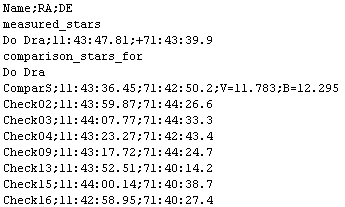 Name;RA;DE
measured_stars
Do Dra;11:43:47.81;+71:43:39.9
comparison_stars_for
Do Dra
ComparS;11:43:36.45;71:42:50.2;V=11.783;B=12.295
Check02;11:43:59.87;71:44:26.6
Check03;11:44:07.77;71:44:33.3
Check04;11:43:23.27;71:42:43.4
Check09;11:43:17.72;71:44:24.7
Check13;11:43:52.51;71:40:14.2
Check15;11:44:00.14;71:40:38.7
Check16;11:42:58.95;71:40:27.4